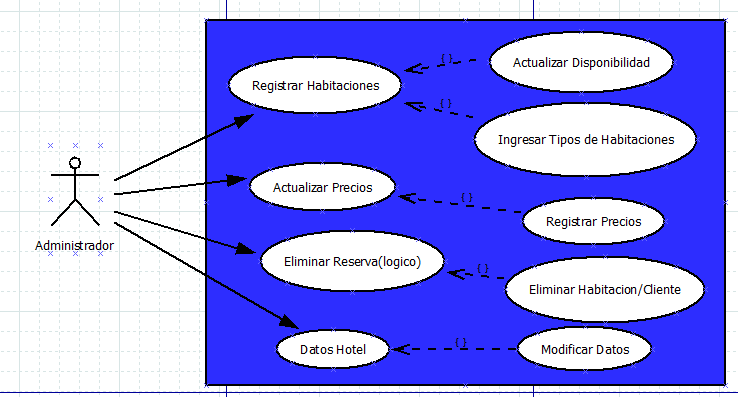 Actualizar Disponibilidad
{ }
Registrar Habitaciones
{ }
Ingresar Tipos de Habitaciones
Actualizar Precios
{ }
Registrar Precios
Administrador
Eliminar Reserva(logico)
{ }
Eliminar Habitacion/Cliente
Datos Hotel
{ }
Modificar Datos